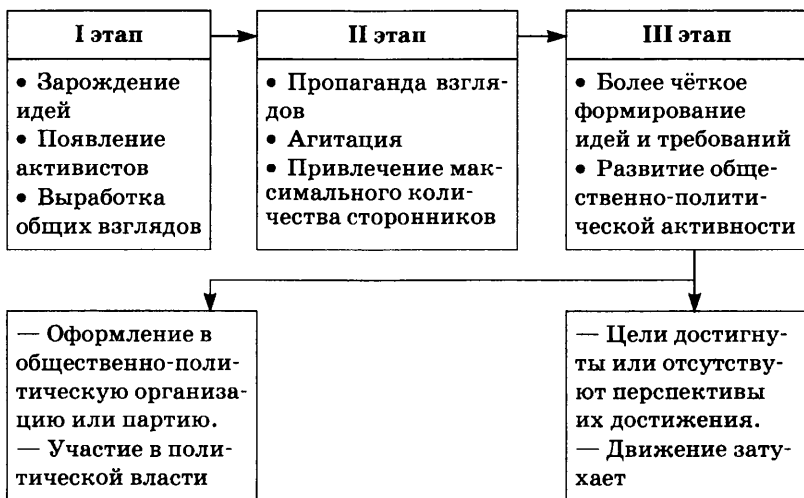 I этап
• Зарождение
идей
• Появление
активистов
• Выработка
общих взглядов
II этап
• Пропаганда взгля-
дов
• Агитация
• Привлечение мак-
симального коли-
чества сторонников
III этап
• Более чёткое
формирование
идей и требований
• Развитие обще-
ственно-полити-
ческой активности
— Оформление в
общественно-поли-
тическую организа-
цию или партию.
— Участие в поли-
тической власти
— Цели достигну-
ты или отсутству-
ют перспективы
их достижения.
— Движение зату-
хает